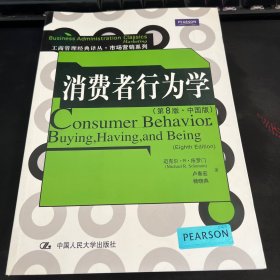 PEARSON
Business Administration Classics
Marketing
工商管理经典译丛·市场营销系列
消费者行为学
(第8版·中国版)
Consumer Behavior
Buying, Having, and Being
(Eighth Edition)
迈克尔·R·所罗门
(Michael R. Solomon)
卢泰宏
杨晓燕
著
中国人民大学出版社
PEARSON